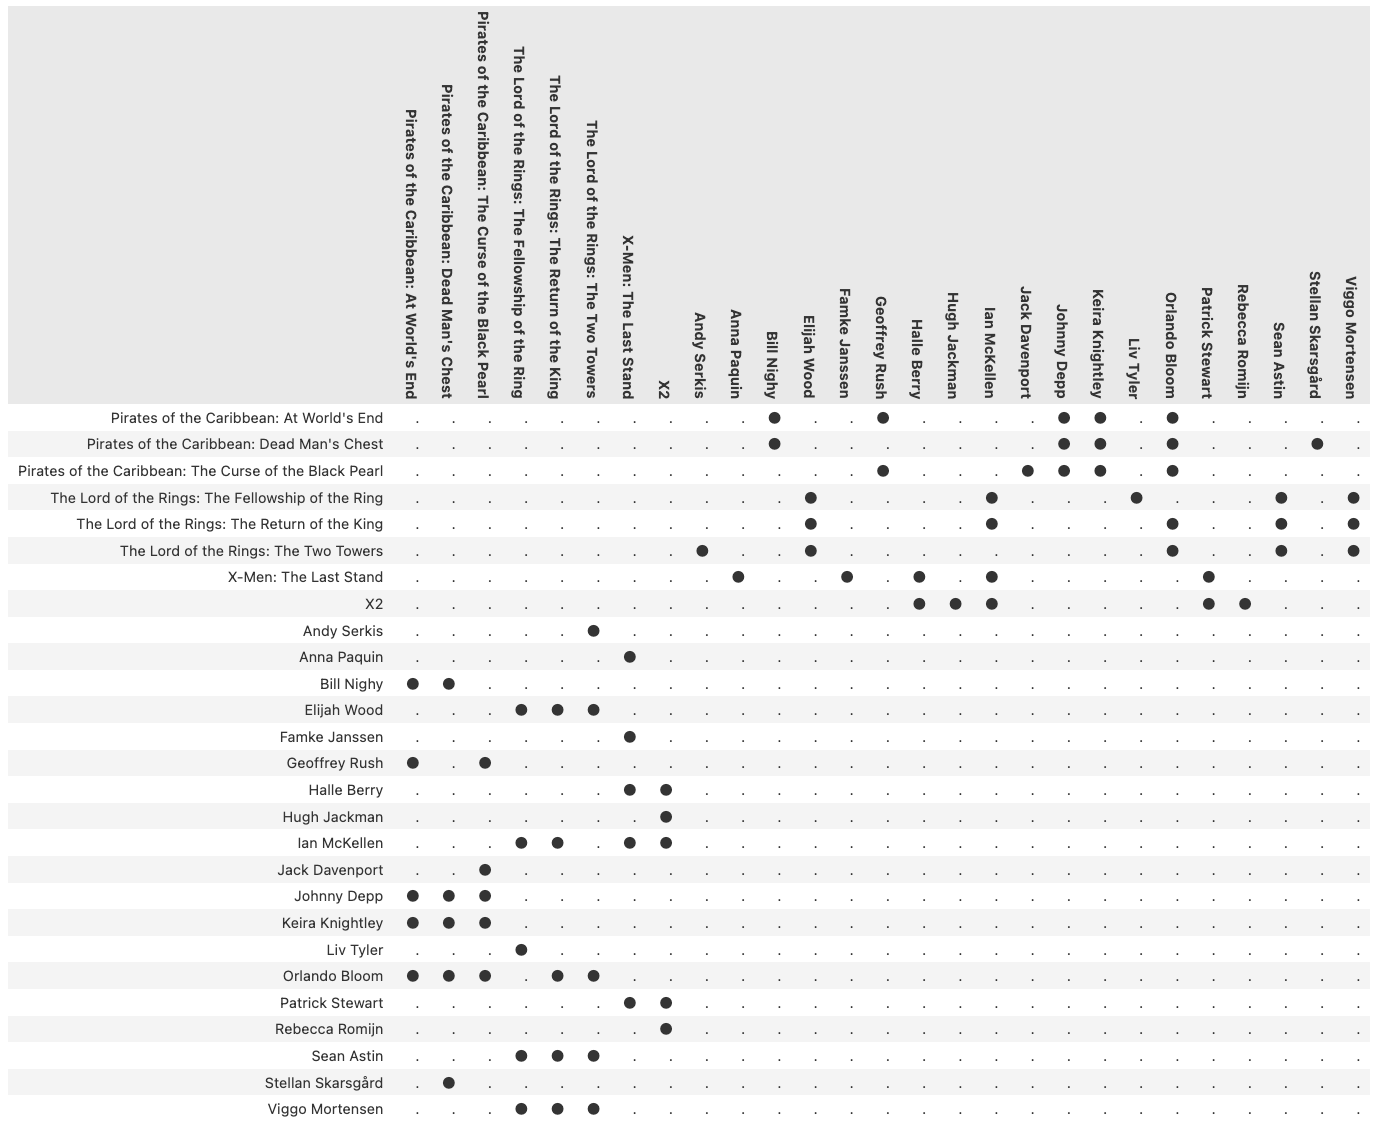 Pirates of the Caribbean: At World's End
Pirates of the Caribbean: Dead Man's Chest
Pirates of the Caribbean: The Curse of the Black Pearl
The Lord of the Rings: The Fellowship of the Ring
The Lord of the Rings: The Return of the King
The Lord of the Rings: The Two Towers
X-Men: The Last Stand
X2
Andy Serkis
Anna Paquin
Bill Nighy
Elijah Wood
Famke Janssen
Geoffrey Rush
Halle Berry
Hugh Jackman
Ian McKellen
Jack Davenport
Johnny Depp
Keira Knightley
Liv Tyler
Orlando Bloom
Patrick Stewart
Rebecca Romijn
Sean Astin
Stellan Skarsgård
Viggo Mortensen
Pirates of the Caribbean: At World's End
Pirates of the Caribbean: Dead Man's Chest
Pirates of the Caribbean: The Curse of the Black Pearl
The Lord of the Rings: The Fellowship of the Ring
The Lord of the Rings: The Return of the King
The Lord of the Rings: The Two Towers
X-Men: The Last Stand
X2
Andy Serkis
Anna Paquin
Bill Nighy
Elijah Wood
Famke Janssen
Geoffrey Rush
Halle Berry
Hugh Jackman
Ian McKellen
Jack Davenport
Johnny Depp
Keira Knightley
Liv Tyler
Orlando Bloom
Patrick Stewart
Rebecca Romijn
Sean Astin
Stellan Skarsgård
Viggo Mortensen